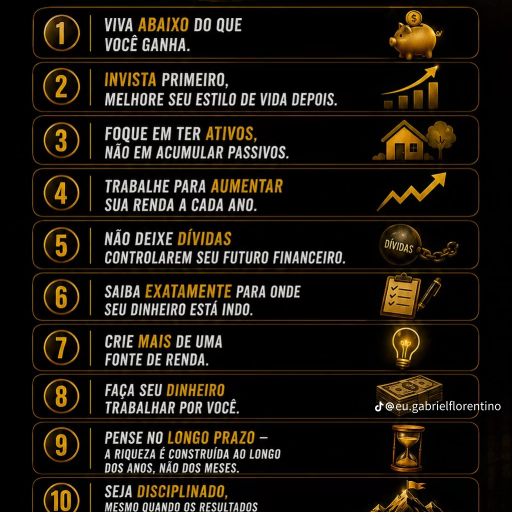 1
VIVA ABAIXO DO QUE
VOCÊ GANHA.
2
INVISTA PRIMEIRO,
MELHORE SEU ESTILO DE VIDA DEPOIS.
3
FOQUE EM TER ATIVOS,
NÃO EM ACUMULAR PASSIVOS.
4
TRABALHE PARA AUMENTAR
SUA RENDA A CADA ANO.
5
NÃO DEIXE DÍVIDAS
CONTROLAREM SEU FUTURO FINANCEIRO.
DÍVIDAS
6
SAIBA EXATAMENTE PARA ONDE
SEU DINHEIRO ESTÁ INDO.
7
CRIE MAIS DE UMA
FONTE DE RENDA.
8
FAÇA SEU DINHEIRO
TRABALHAR POR VOCÊ.
@eu.gabrielflorentino
9
PENSE NO LONGO PRAZO –
A RIQUEZA É CONSTRUÍDA AO LONGO
DOS ANOS, NÃO DOS MESES.
10
SEJA DISCIPLINADO,
MESMO QUANDO OS RESULTADOS